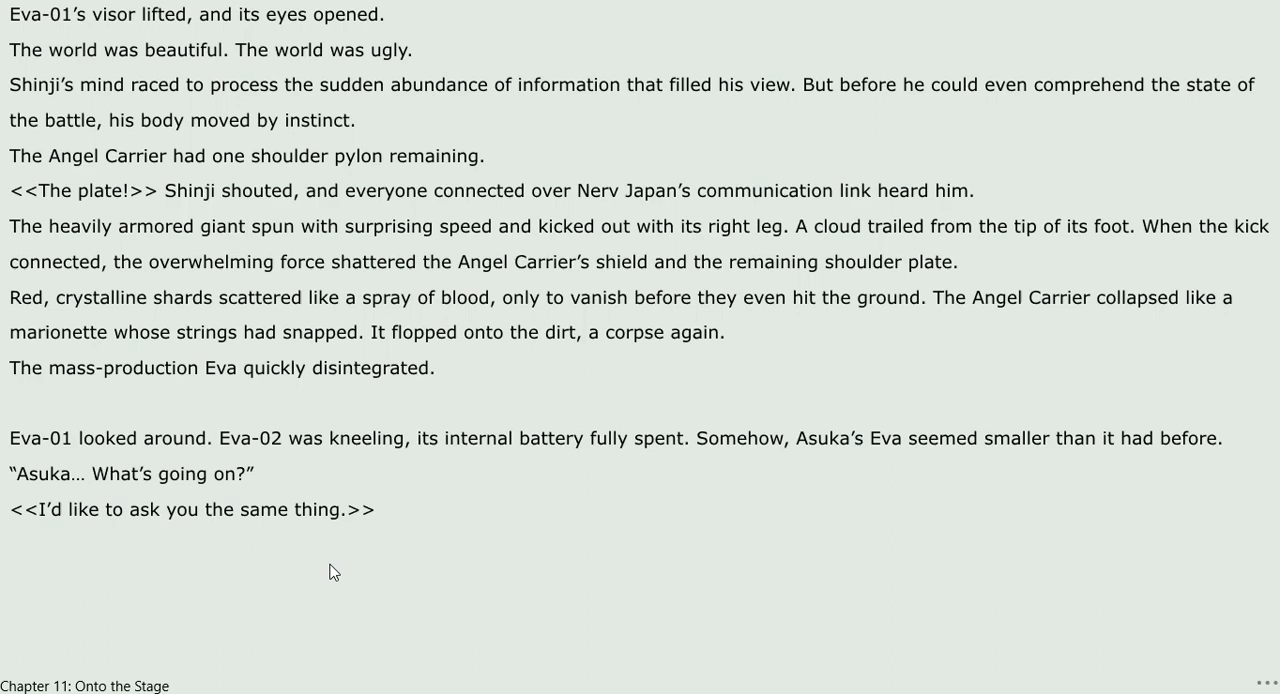 Eva-01’s visor lifted, and its eyes opened.
The world was beautiful. The world was ugly.
Shinji’s mind raced to process the sudden abundance of information that filled his view. But before he could even comprehend the state of
the battle, his body moved by instinct.
The Angel Carrier had one shoulder pylon remaining.
<<The plate!>> Shinji shouted, and everyone connected over Nerv Japan’s communication link heard him.
The heavily armored giant spun with surprising speed and kicked out with its right leg. A cloud trailed from the tip of its foot. When the kick
connected, the overwhelming force shattered the Angel Carrier’s shield and the remaining shoulder plate.
Red, crystalline shards scattered like a spray of blood, only to vanish before they even hit the ground. The Angel Carrier collapsed like a
marionette whose strings had snapped. It flopped onto the dirt, a corpse again.
The mass-production Eva quickly disintegrated.
Eva-01 looked around. Eva-02 was kneeling, its internal battery fully spent. Somehow, Asuka’s Eva seemed smaller than it had before.
“Asuka… What’s going on?”
<<I’d like to ask you the same thing.>>
Chapter 11: Onto the Stage